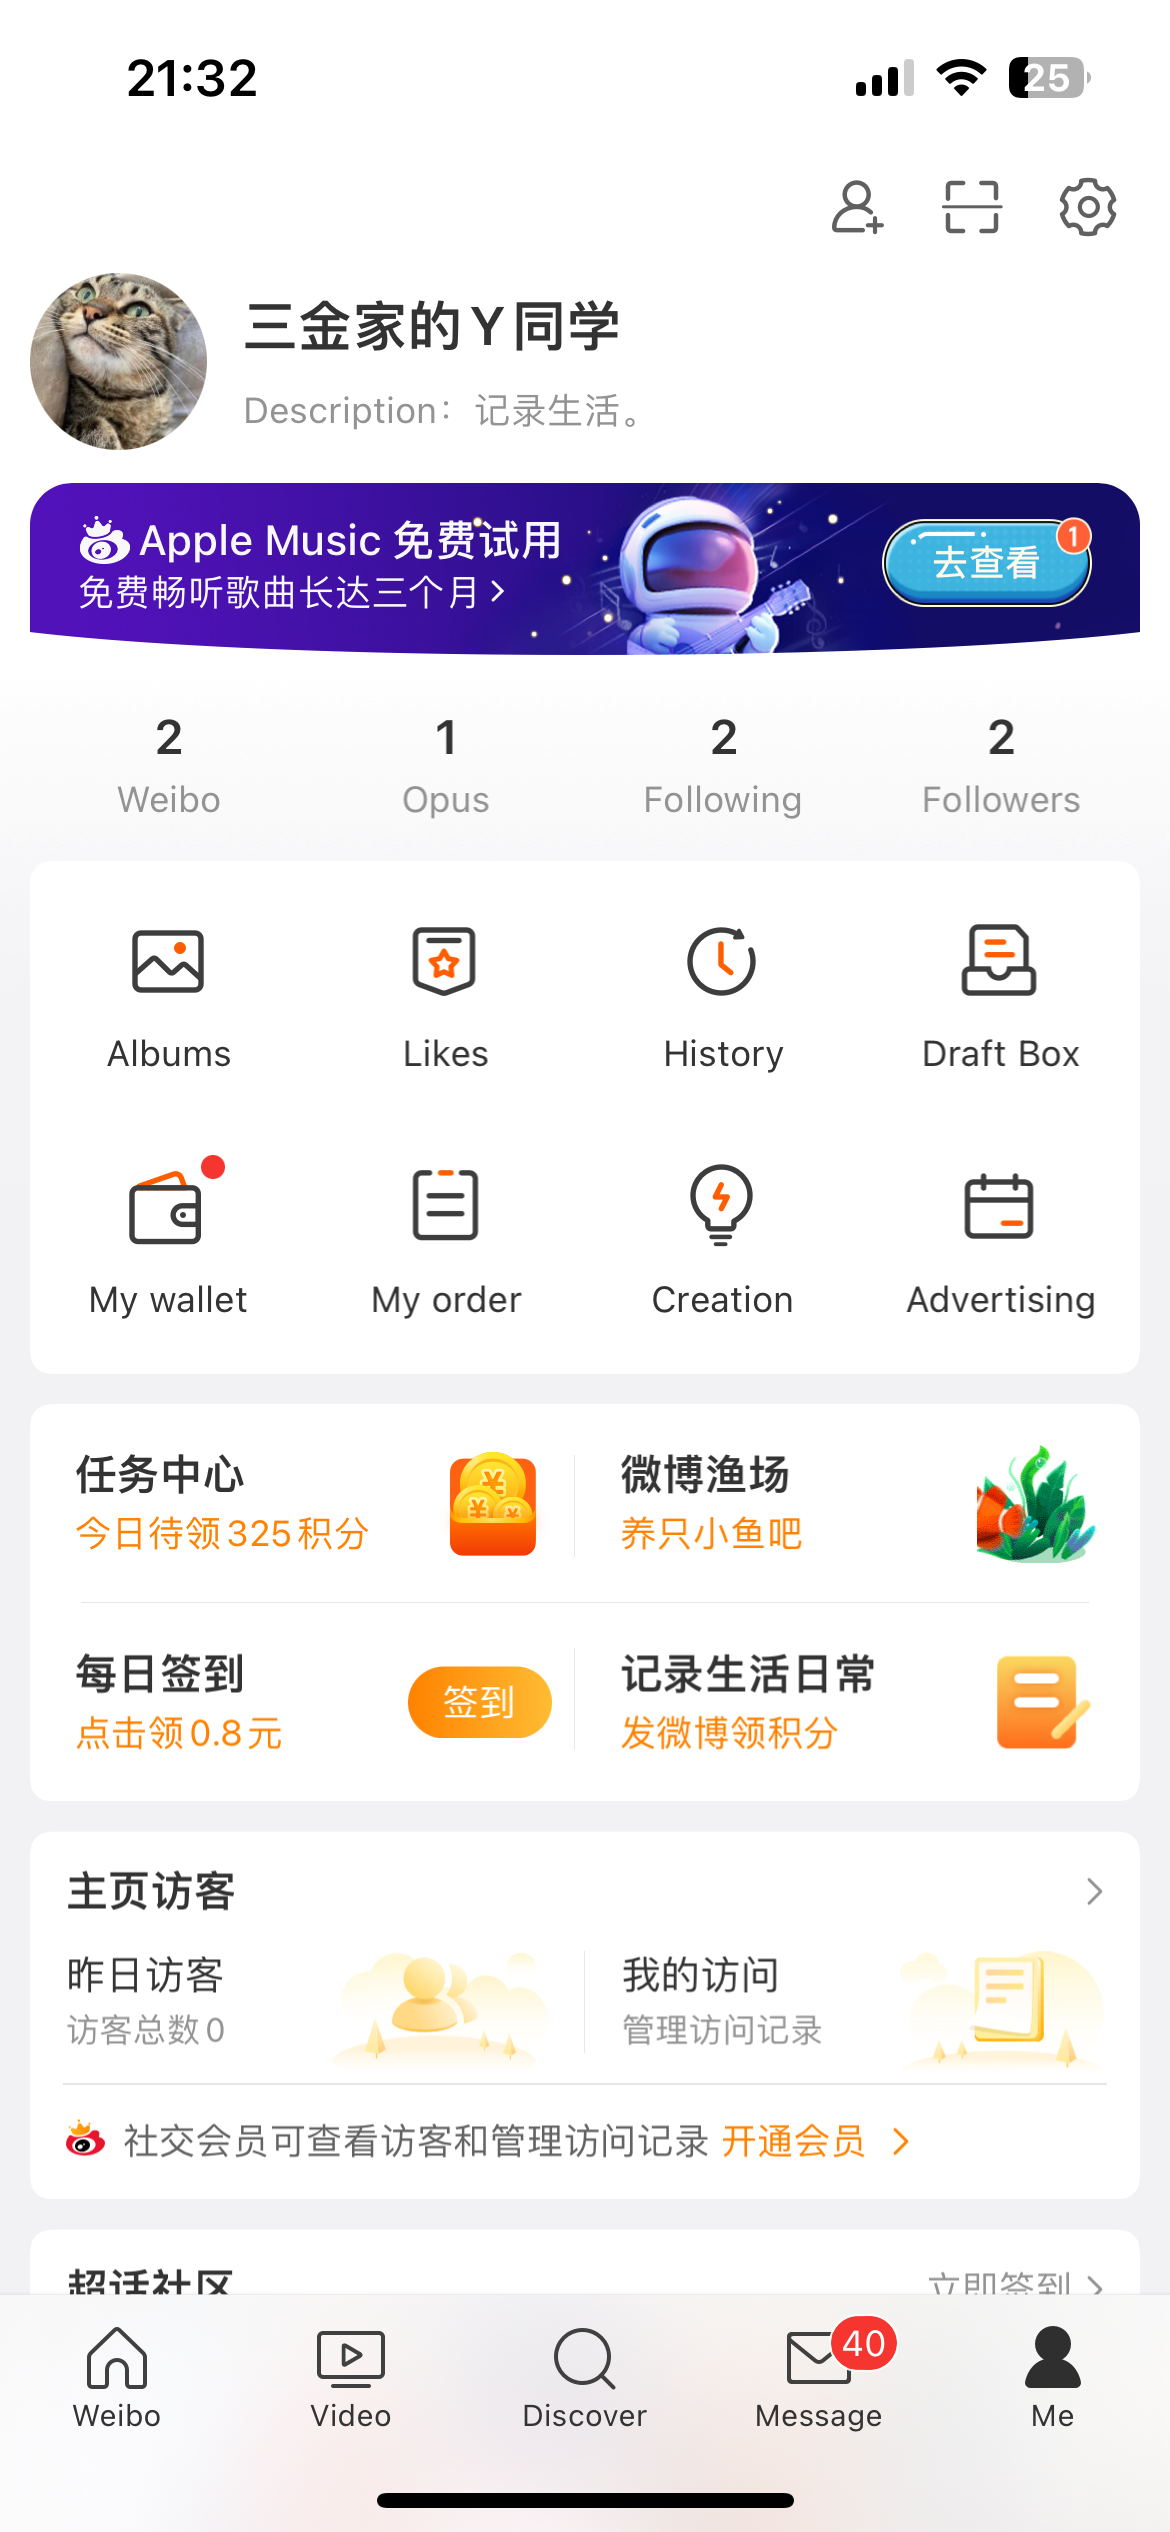 21:32
25
三金家的Y同学
Description：记录生活。
Apple Music 免费试用
免费畅听歌曲长达三个月
去查看
1
2 1 2 2
Weibo Opus Following Followers
Albums Likes History Draft Box
My wallet My order Creation Advertising
任务中心
今日待领325积分
微博渔场
养只小鱼吧
每日签到
点击领0.8元
签到
记录生活日常
发微博领积分
主页访客
昨日访客
访客总数0
我的访问
管理访问记录
社交会员可查看访客和管理访问记录 开通会员
超话社区
立即签到
40
Weibo Video Discover Message Me